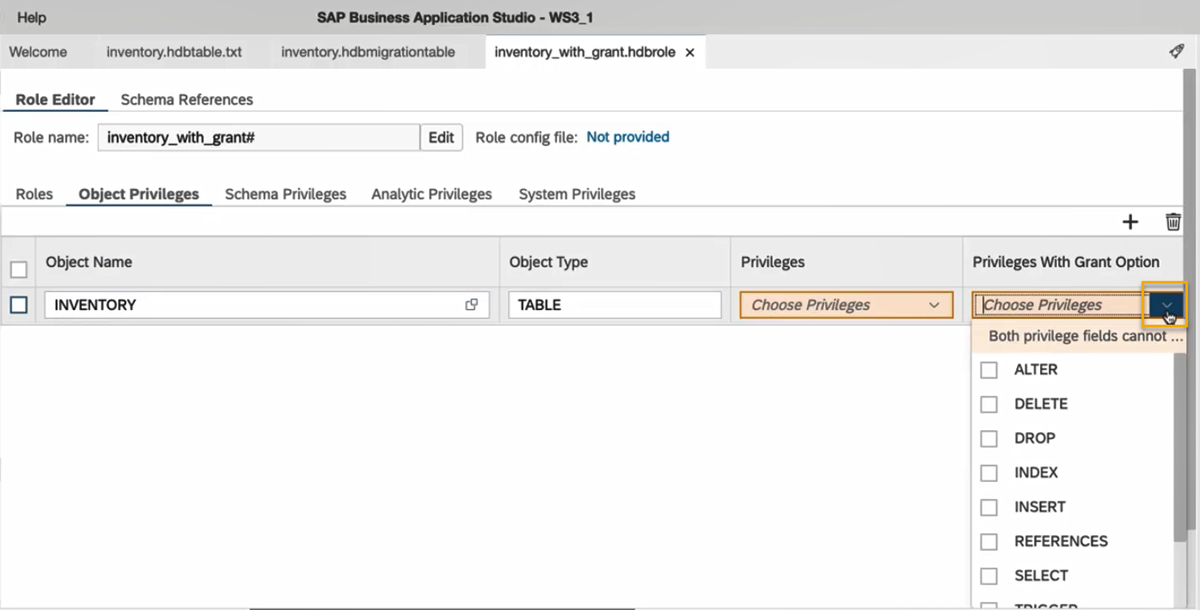 Help SAP Business Application Studio - WS3_1
Welcome inventory.hdbtable.txt inventory.hdbmigrationtable inventory_with_grant.hdbrole ×
Role Editor Schema References
Role name: inventory_with_grant# Edit Role config file: Not provided
Roles Object Privileges Schema Privileges Analytic Privileges System Privileges
Object Name Object Type Privileges Privileges With Grant Option
INVENTORY TABLE Choose Privileges Choose Privileges
Both privilege fields cannot ...
ALTER
DELETE
DROP
INDEX
INSERT
REFERENCES
SELECT
TRIGGER